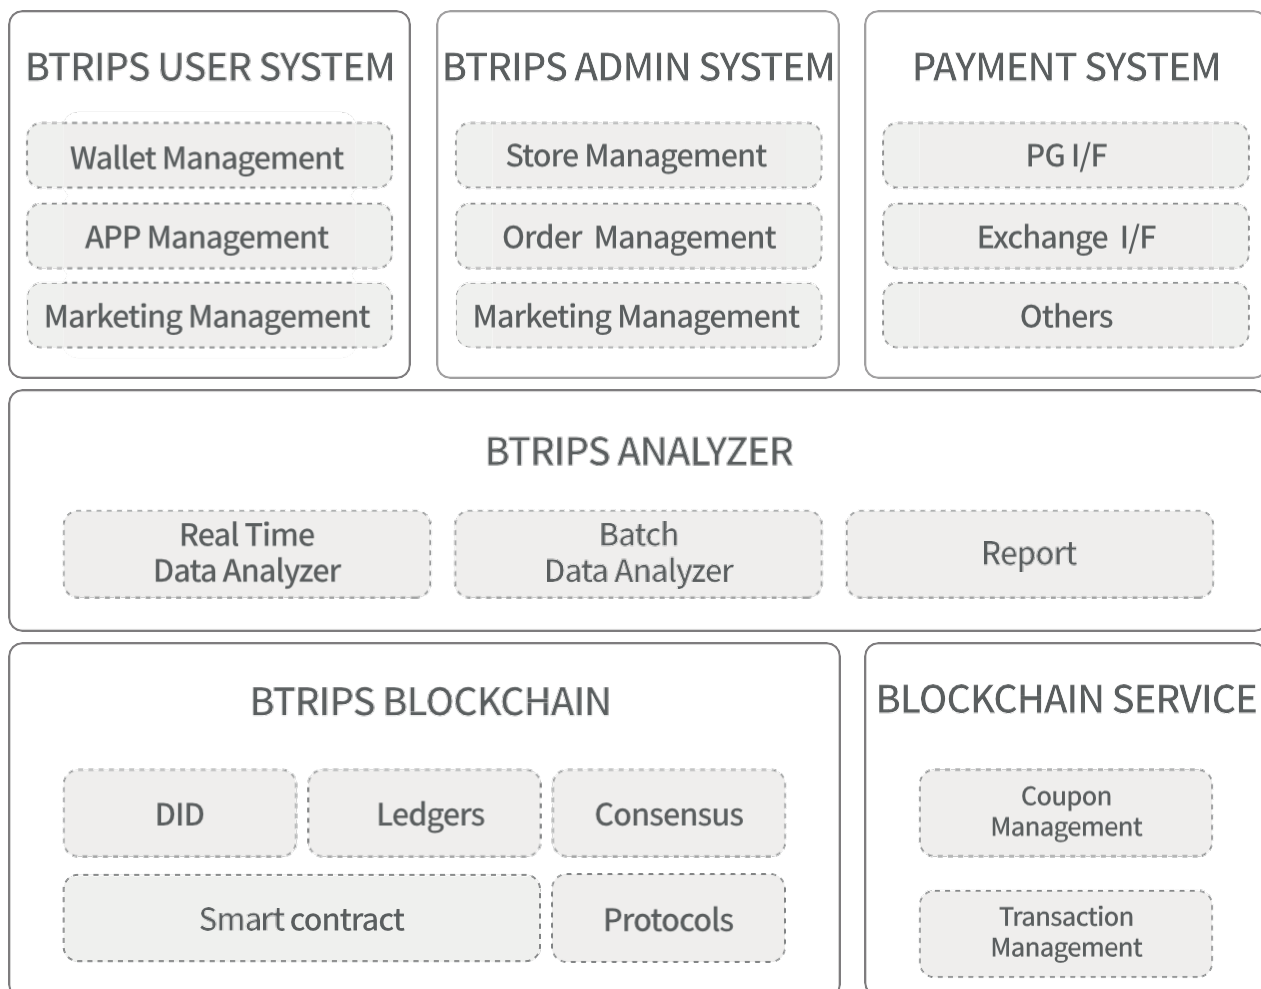 BTRIPS USER SYSTEM
Wallet Management
APP Management
Marketing Management
BTRIPS ADMIN SYSTEM
Store Management
Order Management
Marketing Management
PAYMENT SYSTEM
PG I/F
Exchange I/F
Others
BTRIPS ANALYZER
Real Time
Data Analyzer
Batch
Data Analyzer
Report
BTRIPS BLOCKCHAIN
DID
Ledgers
Consensus
Smart contract
Protocols
BLOCKCHAIN SERVICE
Coupon
Management
Transaction
Management